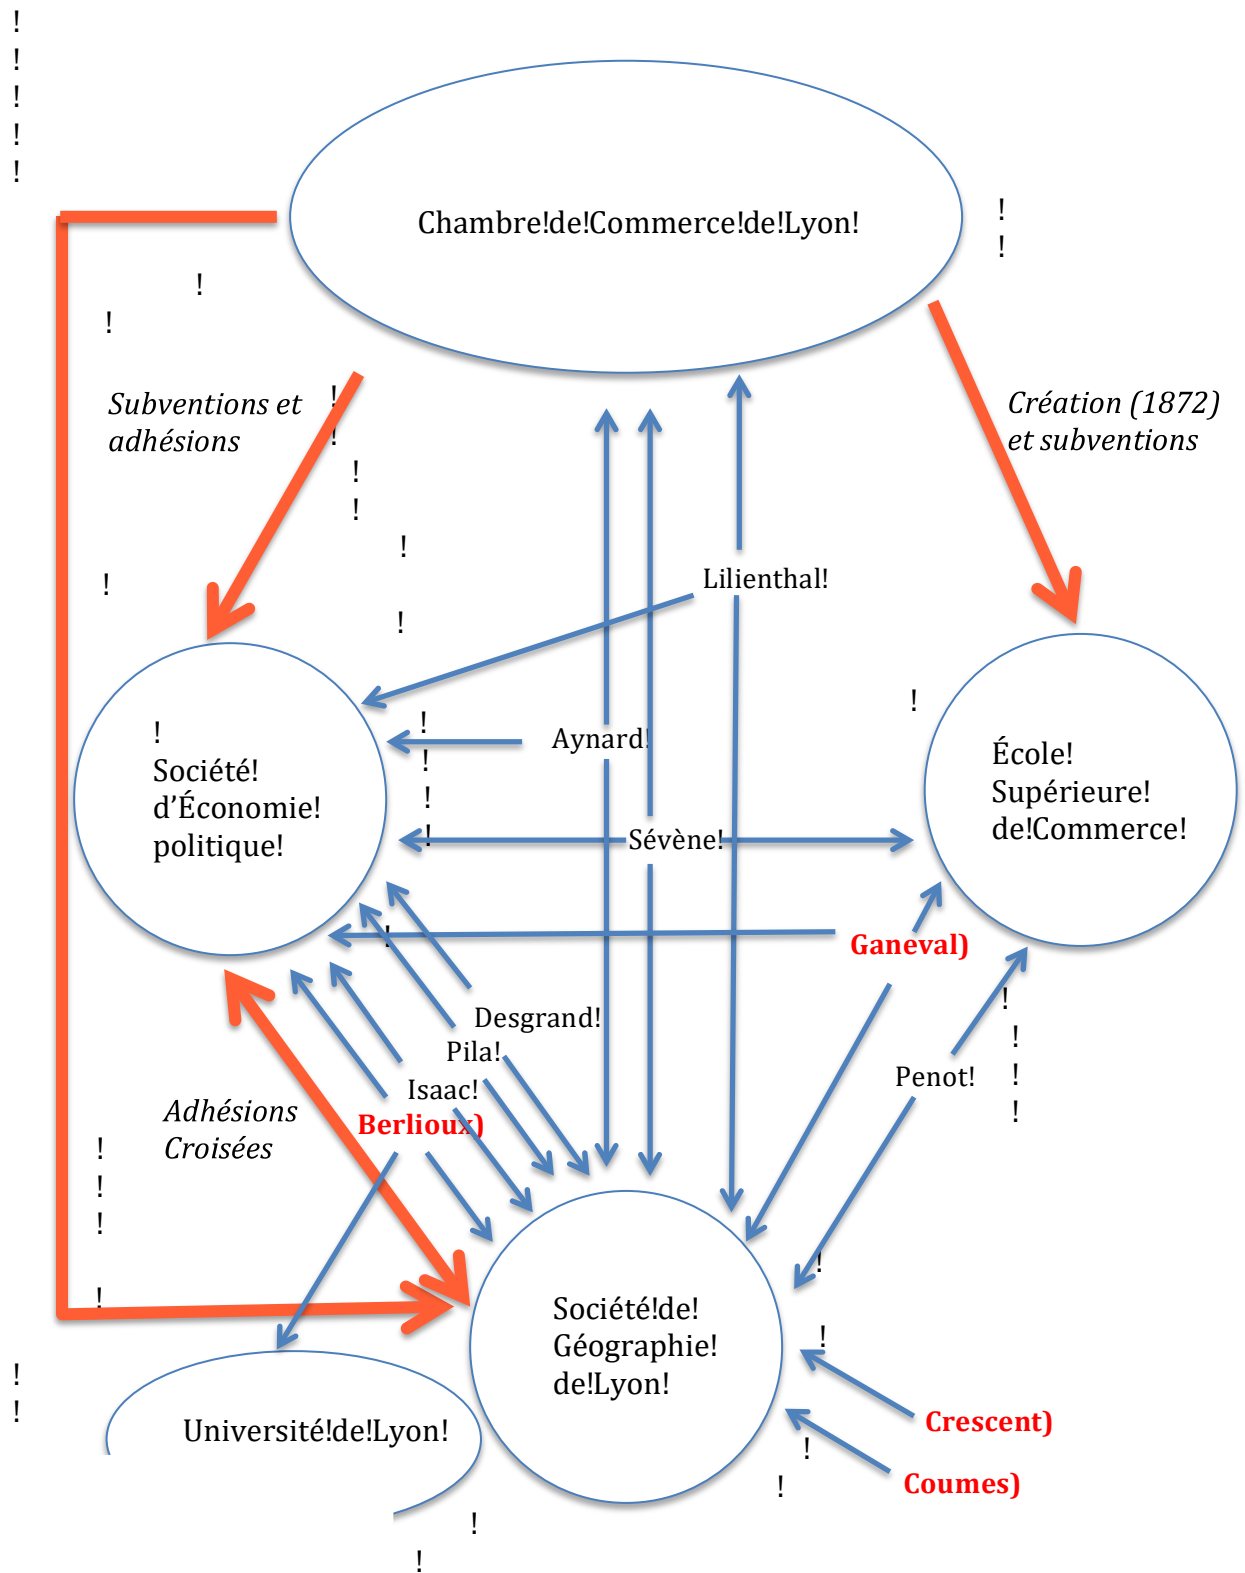 !
!
!
!
!
Chambre!de!Commerce!de!Lyon!
!
!
!
!
Subventions et
adhésions
!
!
!
!
!
!
!
Création (1872)
et subventions
Lilienthal!
!
!
Société!
d’Économie!
politique!
!
!
!
!
Aynard!
Sévène!
École!
Supérieure!
de!Commerce!
!
Ganeval)
Desgrand!
Pila!
Isaac!
Berlioux)
Penot!
!
!
!
!
Adhésions
Croisées
!
!
!
!
!
Société!de!
Géographie!
de!Lyon!
!
!
!
Université!de!Lyon!
Crescent)
!
Coumes)
!
!
!